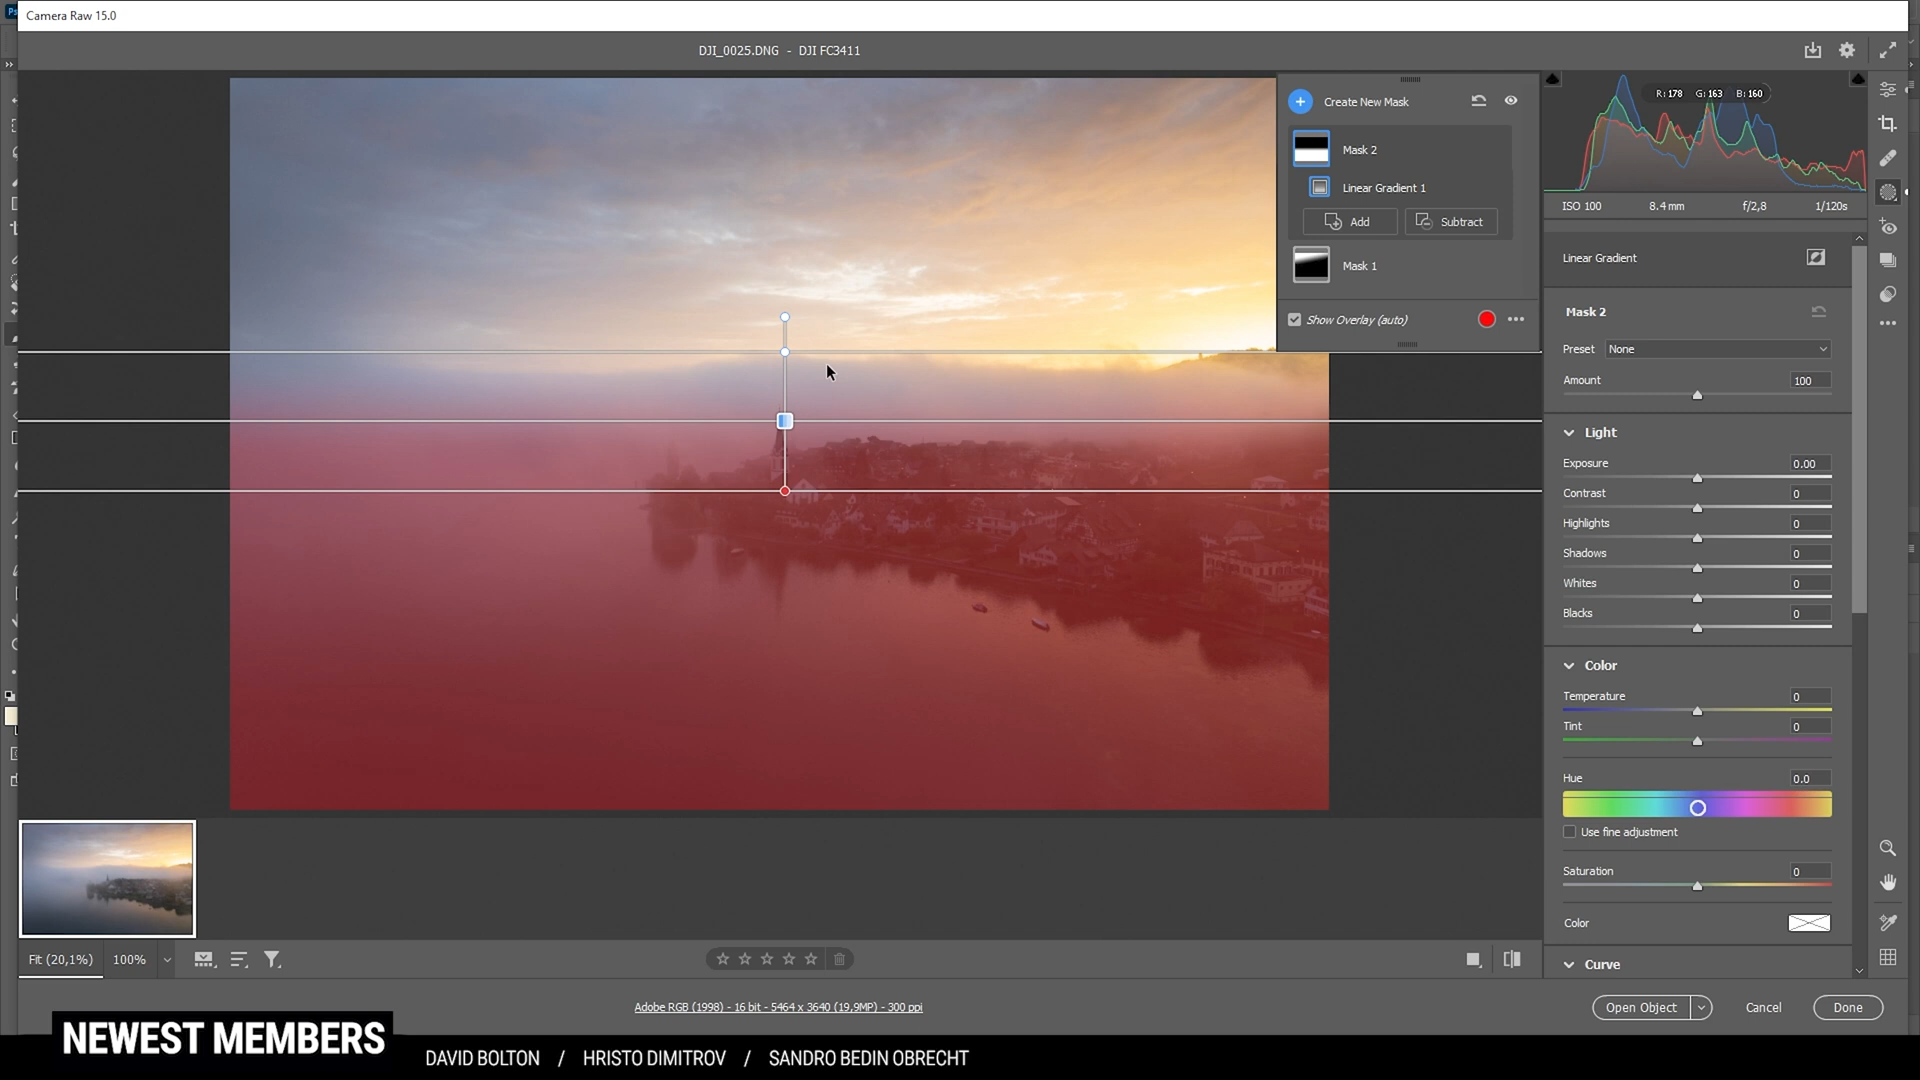 Ps
Camera Raw 15.0
DJI_0025.DNG - DJI FC3411
Create New Mask
Mask 2
Linear Gradient 1
Add
Subtract
Mask 1
Show Overlay (auto)
R: 178 G: 163 B: 160
ISO 100 8.4 mm f/2,8 1/120s
Linear Gradient
Mask 2
Preset None
Amount 100
Light
Exposure 0.00
Contrast 0
Highlights 0
Shadows 0
Whites 0
Blacks 0
Color
Temperature 0
Tint 0
Hue 0.0
Use fine adjustment
Saturation 0
Color
Curve
Fit (20,1%) 100%
Adobe RGB (1998) - 16 bit - 5464 x 3640 (19,9MP) - 300 ppi
Open Object Cancel Done
NEWEST MEMBERS
DAVID BOLTON / HRISTO DIMITROV / SANDRO BEDIN OBRECHT